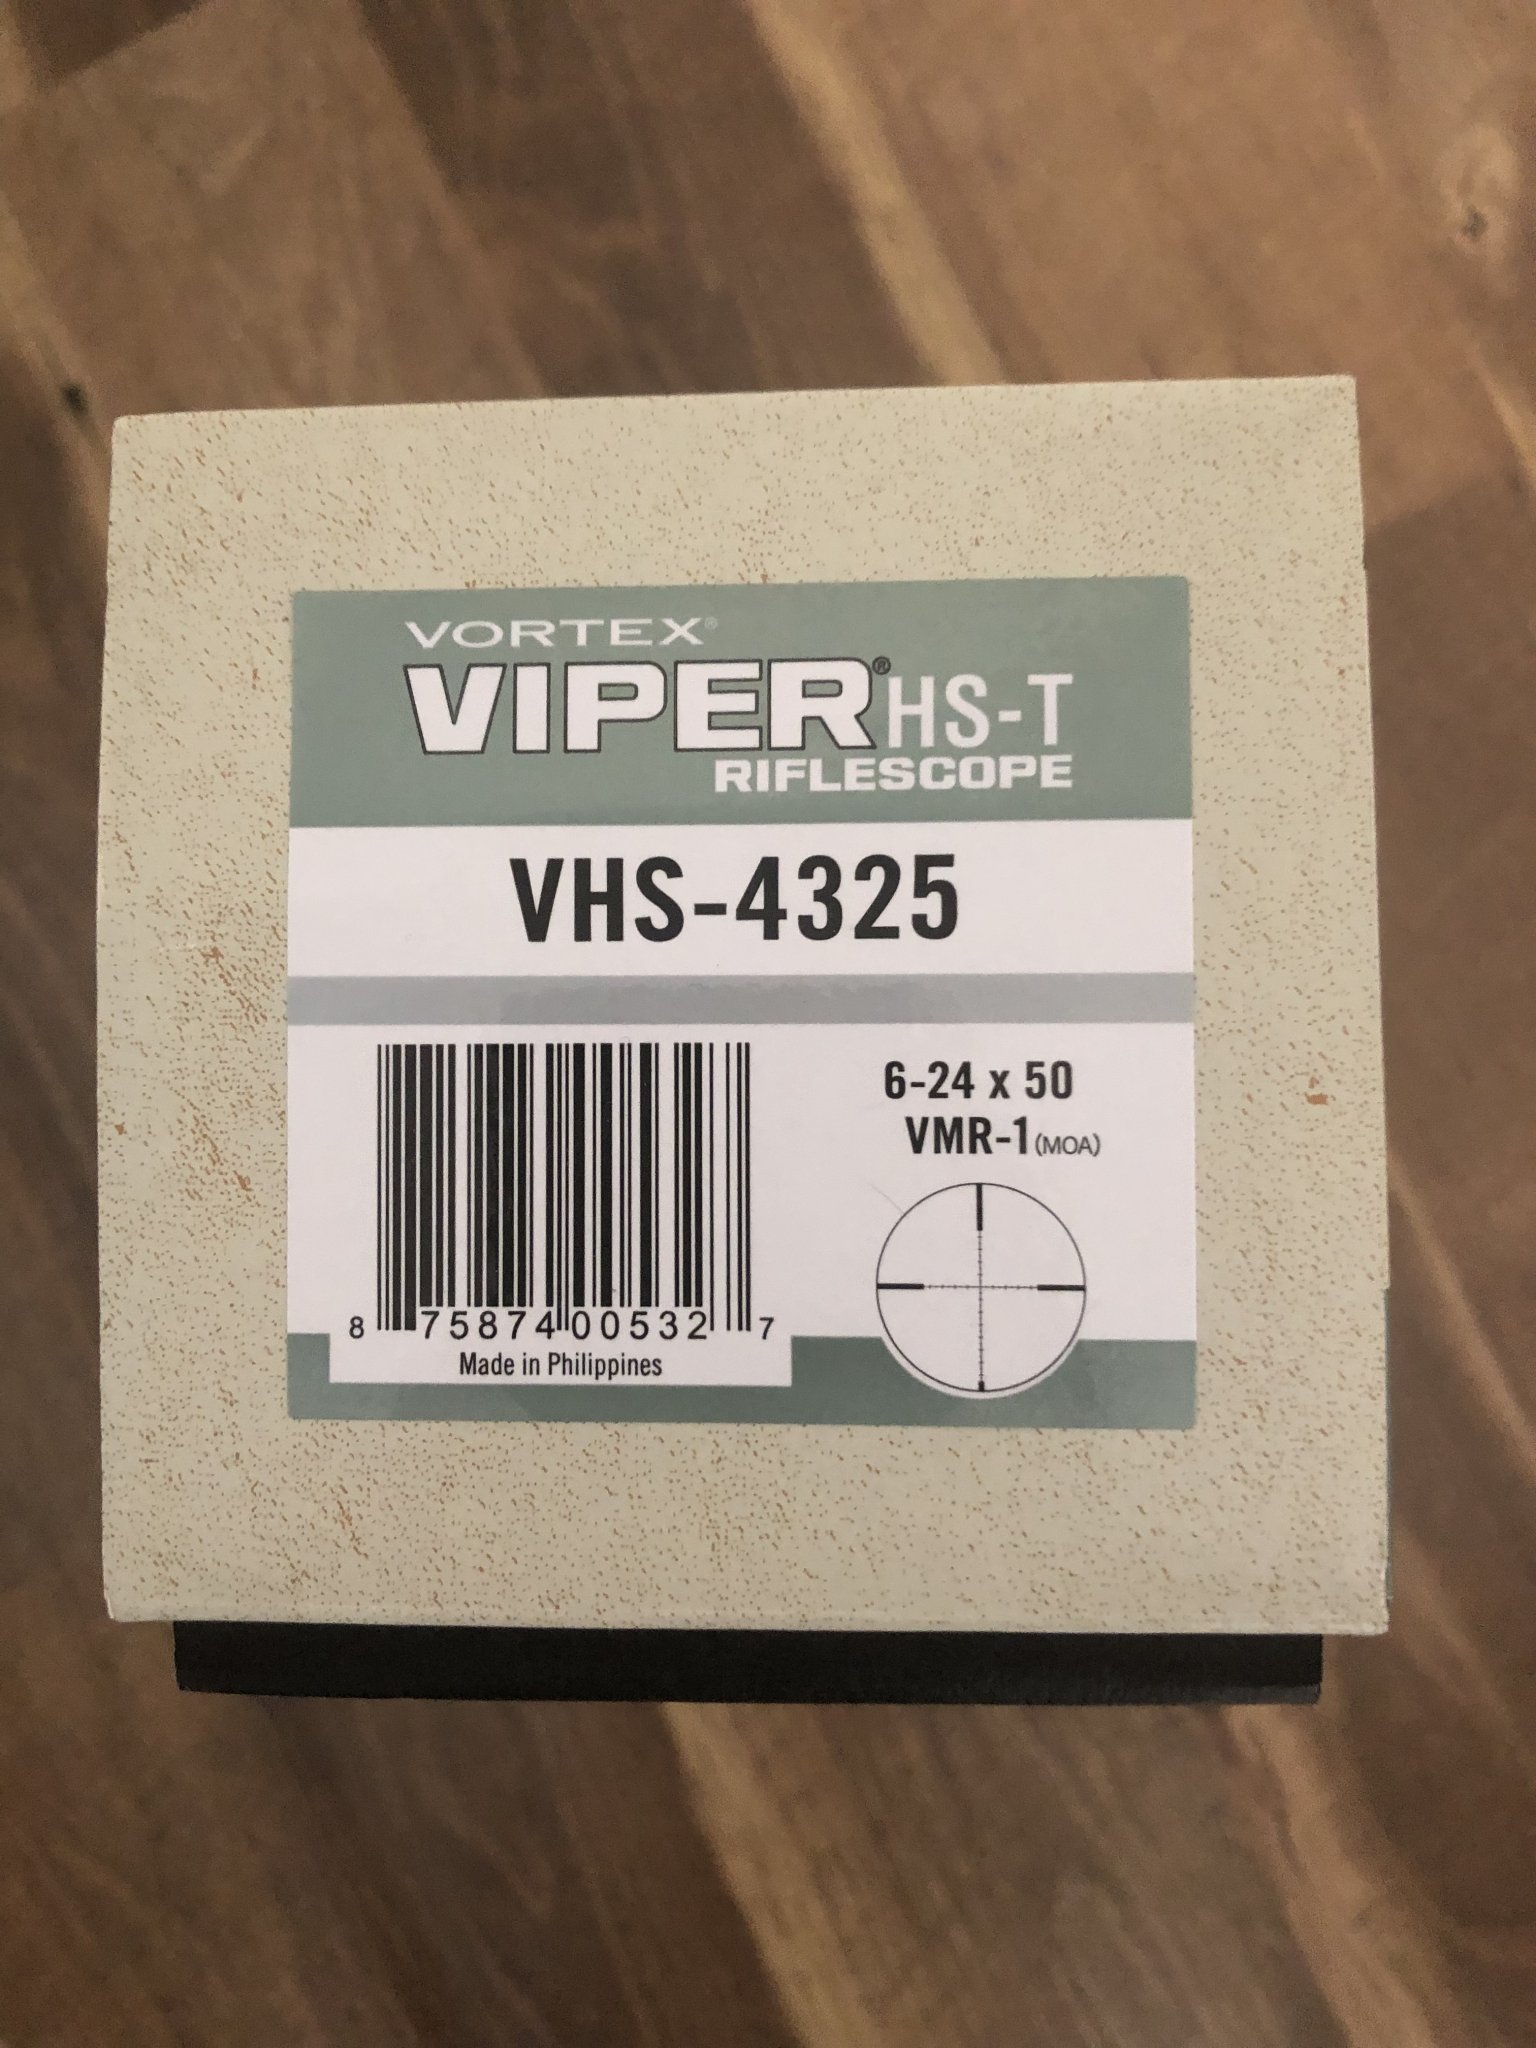 VORTEX®
VIPER® HS-T
RIFLESCOPE
VHS-4325
6-24 x 50
VMR-1 (MOA)
8 75874 00532 7
Made in Philippines